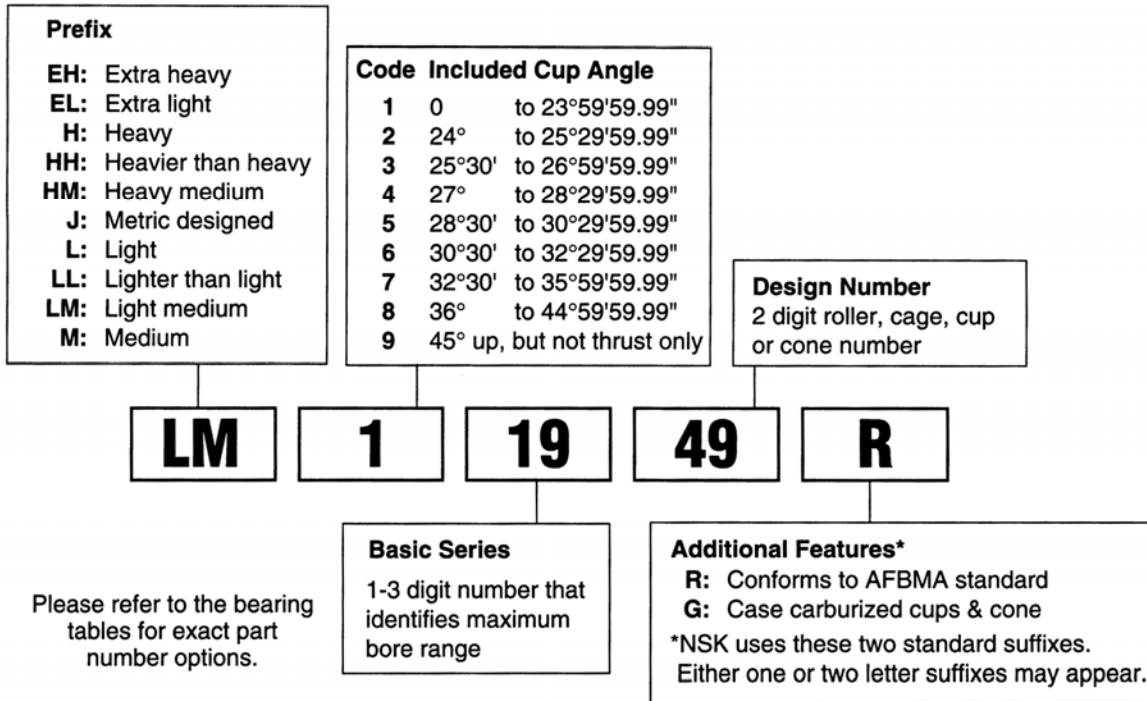 Prefix
EH: Extra heavy
EL: Extra light
H: Heavy
HH: Heavier than heavy
HM: Heavy medium
J: Metric designed
L: Light
LL: Lighter than light
LM: Light medium
M: Medium
Code Included Cup Angle
1 0 to 23°59'59.99"
2 24° to 25°29'59.99"
3 25°30' to 26°59'59.99"
4 27° to 28°29'59.99"
5 28°30' to 30°29'59.99"
6 30°30' to 32°29'59.99"
7 32°30' to 35°59'59.99"
8 36° to 44°59'59.99"
9 45° up, but not thrust only
Design Number
2 digit roller, cage, cup
or cone number
LM 1 19 49 R
Please refer to the bearing
tables for exact part
number options.
Basic Series
1-3 digit number that
identifies maximum
bore range
Additional Features*
R: Conforms to AFBMA standard
G: Case carburized cups & cone
*NSK uses these two standard suffixes.
Either one or two letter suffixes may appear.